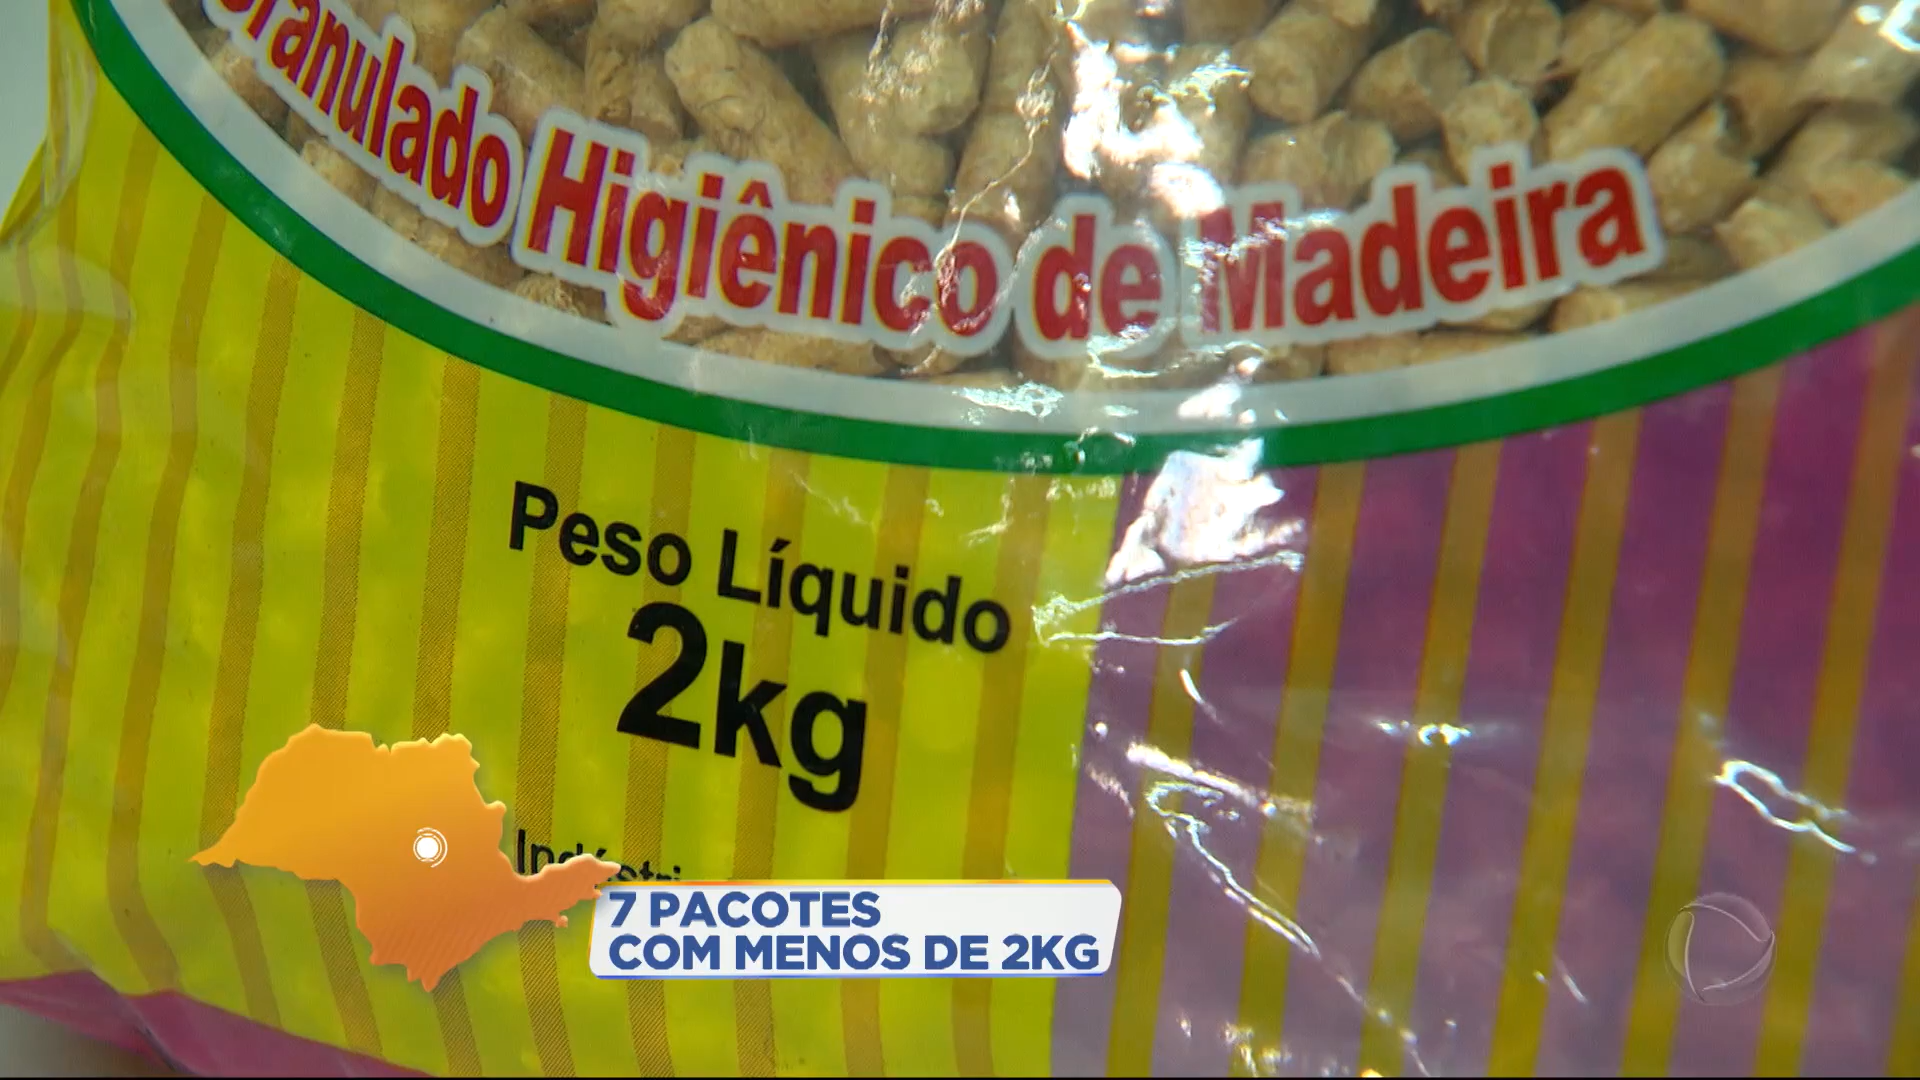 Granulado Higiênico de Madeira
Peso Líquido
2kg
7 PACOTES
COM MENOS DE 2KG